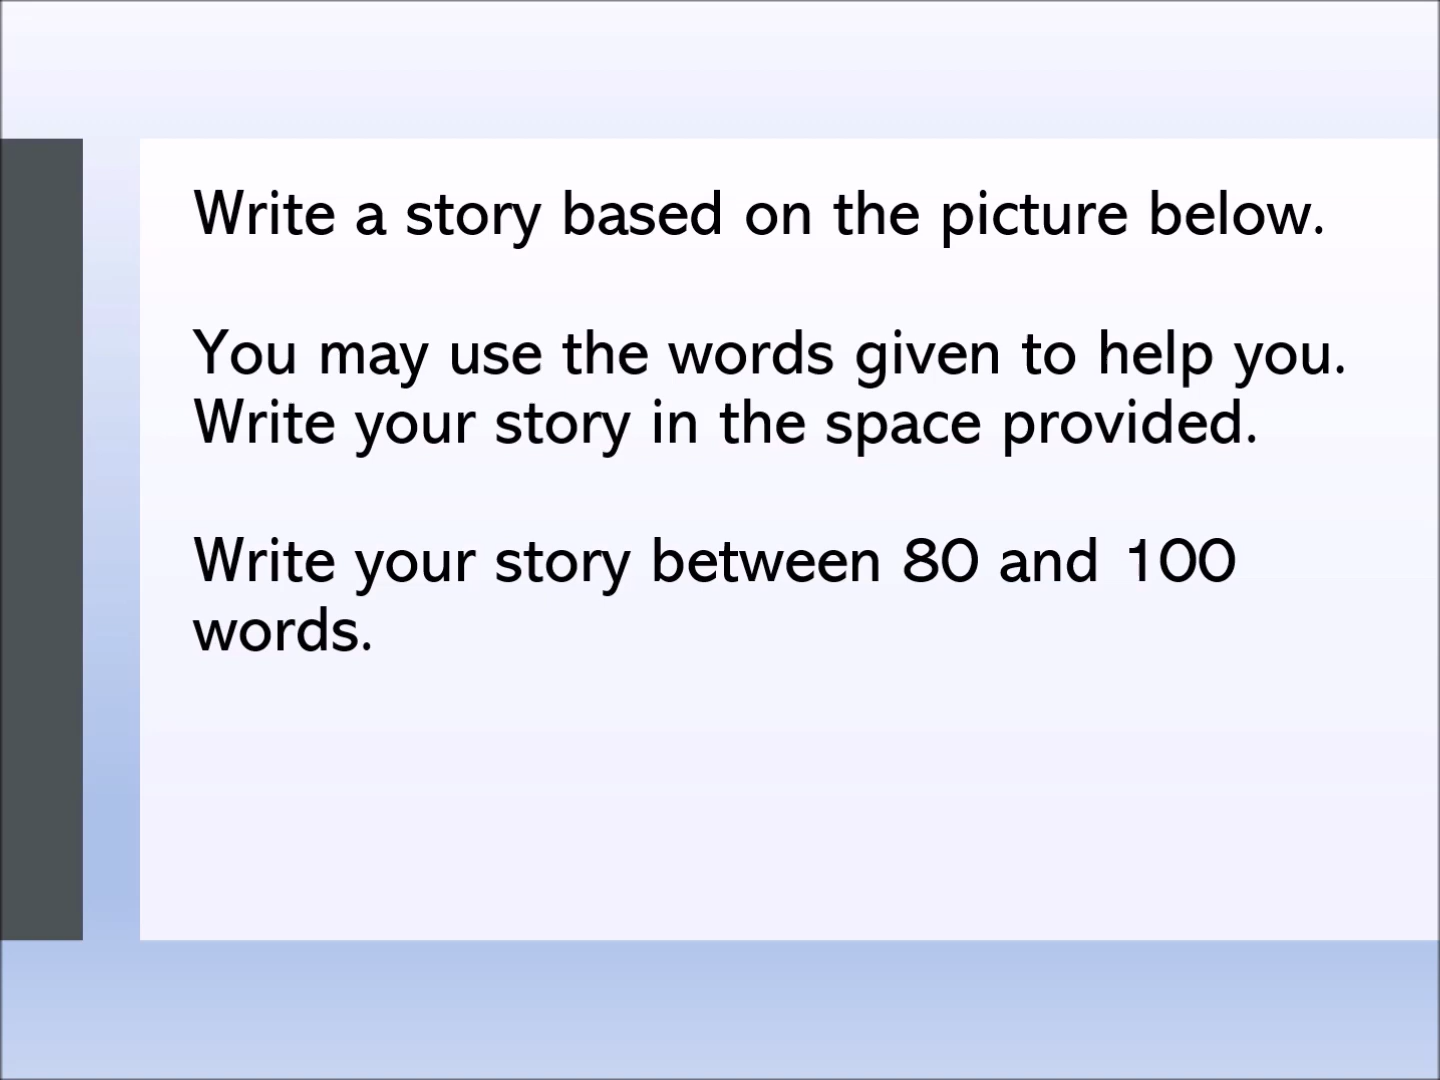 Write a story based on the picture below.
You may use the words given to help you.
Write your story in the space provided.
Write your story between 80 and 100
words.